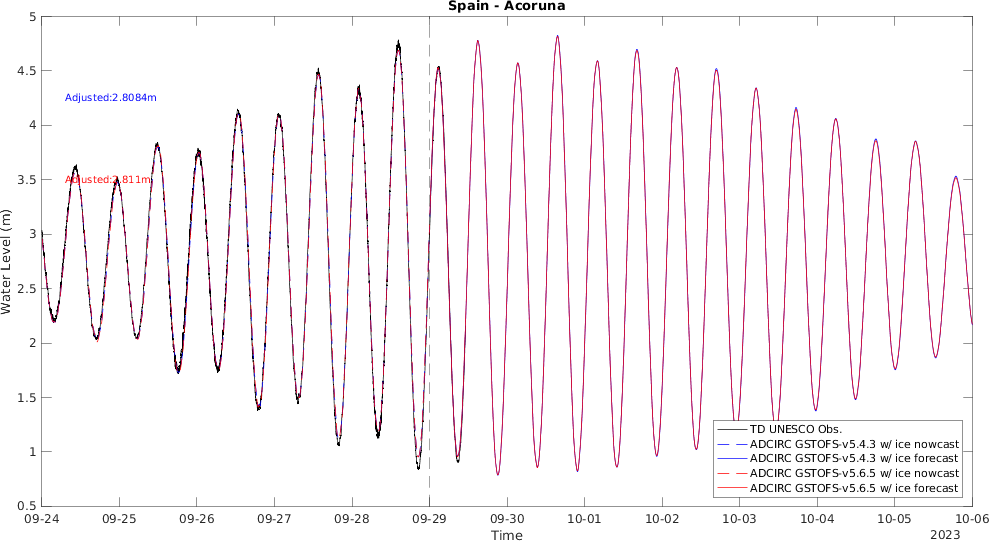 Spain - Acoruna
5
4.5
4
3.5
3
2.5
2
1.5
1
0.5
Water Level (m)
Adjusted:2.8084m
Adjusted:2.811m
TD UNESCO Obs.
ADCIRC GSTOFS-v5.4.3 w/ ice nowcast
ADCIRC GSTOFS-v5.4.3 w/ ice forecast
ADCIRC GSTOFS-v5.6.5 w/ ice nowcast
ADCIRC GSTOFS-v5.6.5 w/ ice forecast
09-24 09-25 09-26 09-27 09-28 09-29 09-30 10-01 10-02 10-03 10-04 10-05 10-06
Time
2023